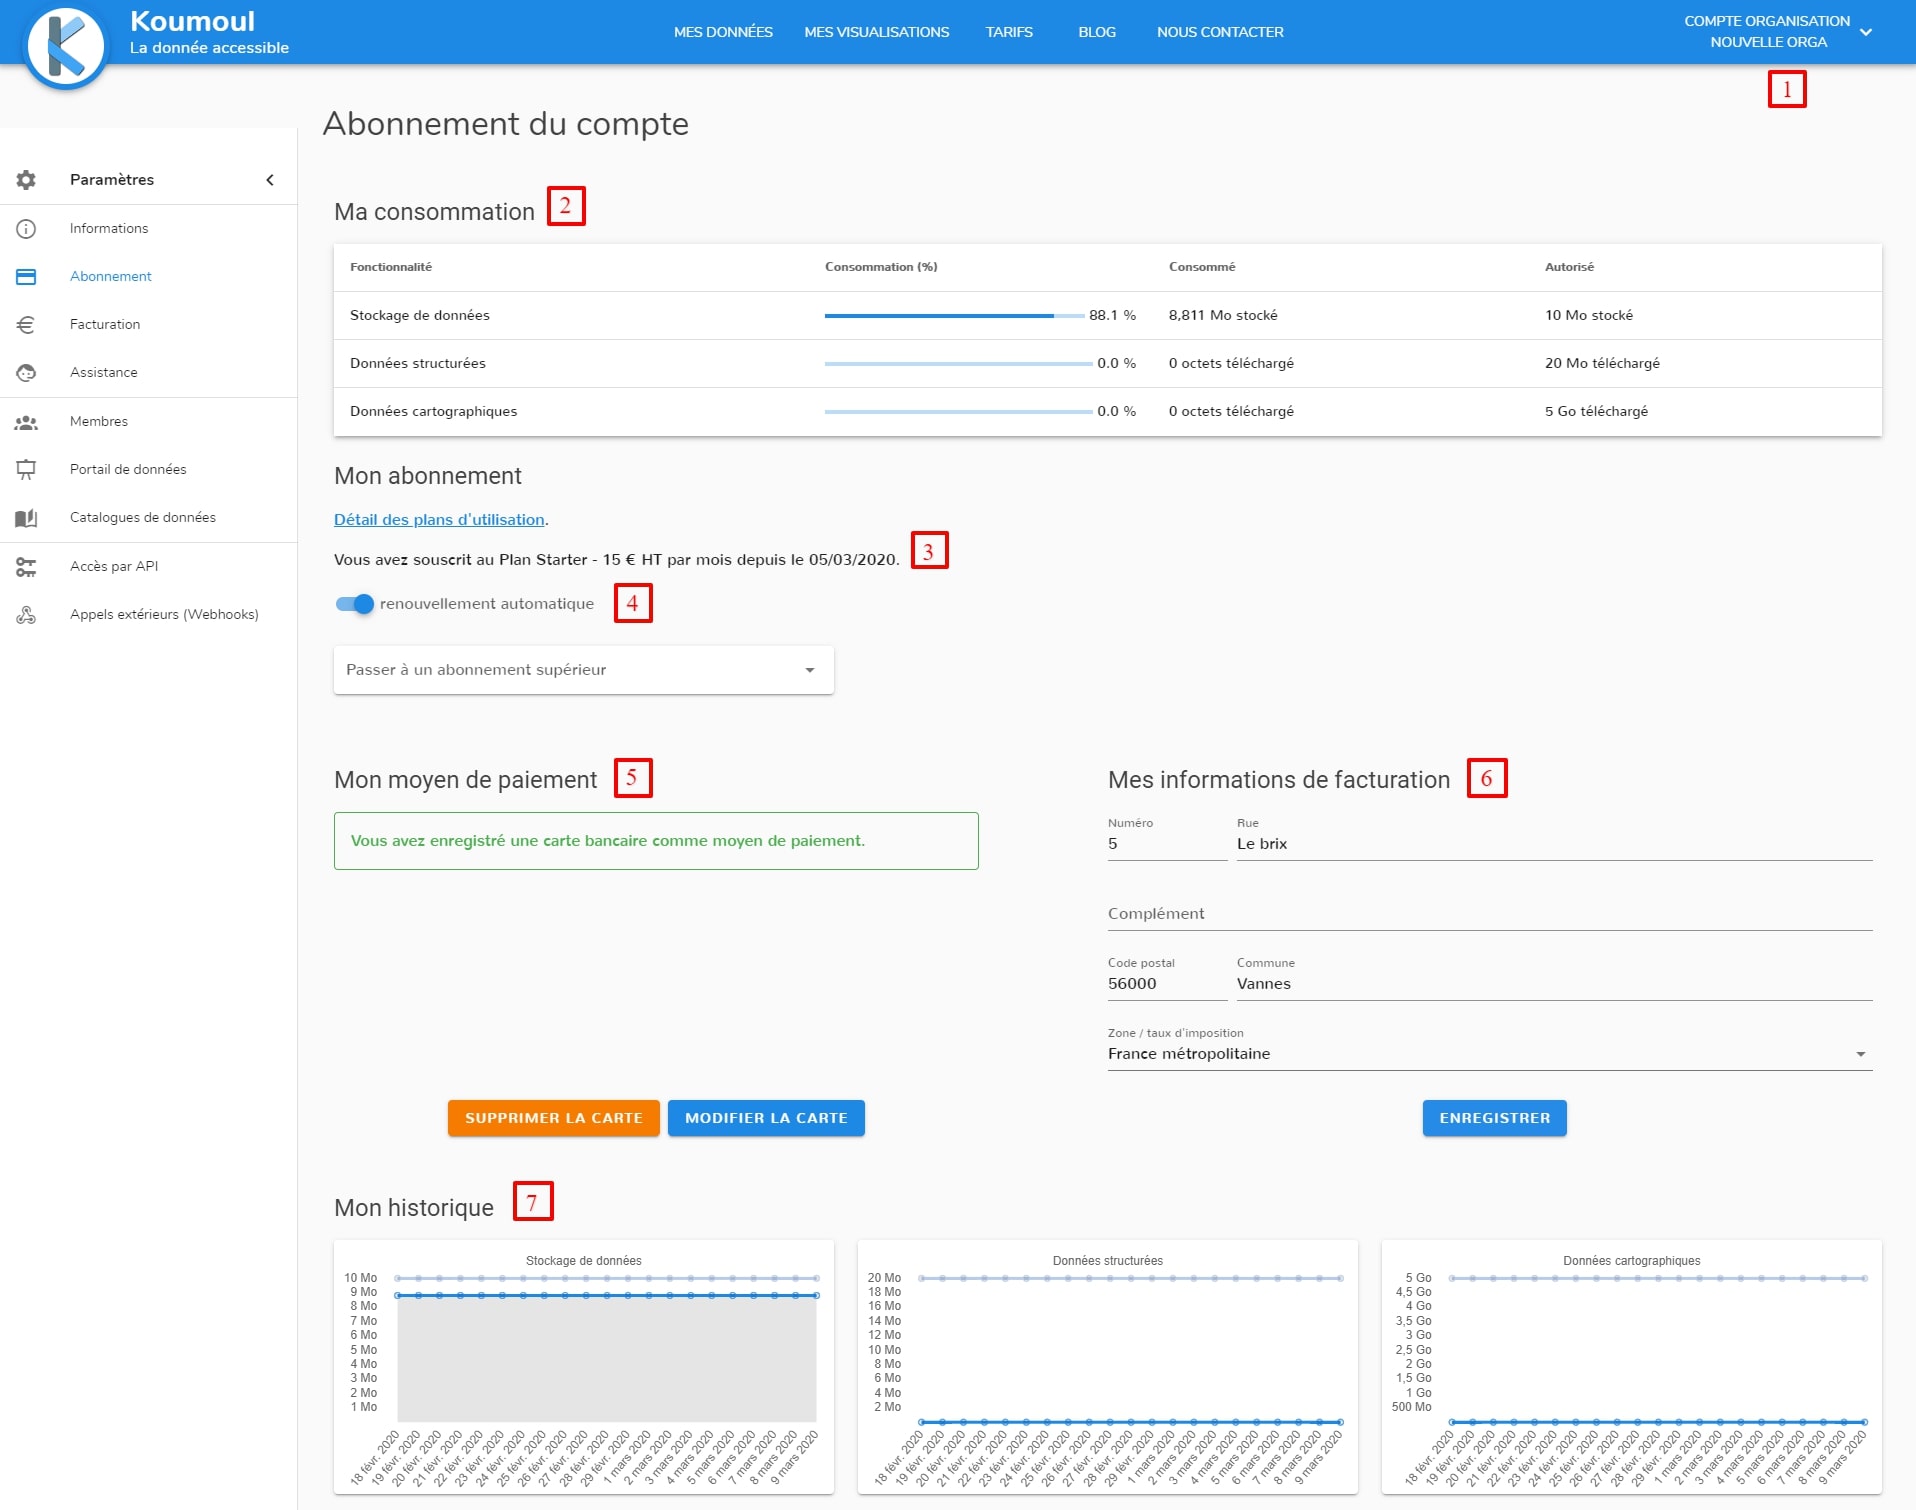 Koumoul
La donnée accessible
MES DONNÉES
MES VISUALISATIONS
TARIFS
BLOG
NOUS CONTACTER
COMPTE ORGANISATION
NOUVELLE ORGA
1
Abonnement du compte
Paramètres
Informations
Abonnement
Facturation
Assistance
Membres
Portail de données
Catalogues de données
Accès par API
Appels extérieurs (Webhooks)
Ma consommation 2
Fonctionnalité Consommation (%) Consommé Autorisé
Stockage de données 88.1 % 8,811 Mo stocké 10 Mo stocké
Données structurées 0.0 % 0 octets téléchargé 20 Mo téléchargé
Données cartographiques 0.0 % 0 octets téléchargé 5 Go téléchargé
Mon abonnement
Détail des plans d'utilisation.
Vous avez souscrit au Plan Starter - 15 € HT par mois depuis le 05/03/2020. 3
renouvellement automatique 4
Passer à un abonnement supérieur
Mon moyen de paiement 5
Vous avez enregistré une carte bancaire comme moyen de paiement.
SUPPRIMER LA CARTE
MODIFIER LA CARTE
Mes informations de facturation 6
Numéro Rue
5 Le brix
Complément
Code postal Commune
56000 Vannes
Zone / taux d'imposition
France métropolitaine
ENREGISTRER
Mon historique 7
Stockage de données
10 Mo
9 Mo
8 Mo
7 Mo
6 Mo
5 Mo
4 Mo
3 Mo
2 Mo
1 Mo
18 févr. 2020
19 févr. 2020
20 févr. 2020
21 févr. 2020
22 févr. 2020
23 févr. 2020
24 févr. 2020
25 févr. 2020
26 févr. 2020
27 févr. 2020
28 févr. 2020
29 févr. 2020
1 mars 2020
2 mars 2020
3 mars 2020
4 mars 2020
5 mars 2020
6 mars 2020
7 mars 2020
8 mars 2020
9 mars 2020
Données structurées
20 Mo
18 Mo
16 Mo
14 Mo
12 Mo
10 Mo
8 Mo
6 Mo
4 Mo
2 Mo
18 févr. 2020
19 févr. 2020
20 févr. 2020
21 févr. 2020
22 févr. 2020
23 févr. 2020
24 févr. 2020
25 févr. 2020
26 févr. 2020
27 févr. 2020
28 févr. 2020
29 févr. 2020
1 mars 2020
2 mars 2020
3 mars 2020
4 mars 2020
5 mars 2020
6 mars 2020
7 mars 2020
8 mars 2020
9 mars 2020
Données cartographiques
5 Go
4,5 Go
4 Go
3,5 Go
3 Go
2,5 Go
2 Go
1,5 Go
1 Go
500 Mo
18 févr. 2020
19 févr. 2020
20 févr. 2020
21 févr. 2020
22 févr. 2020
23 févr. 2020
24 févr. 2020
25 févr. 2020
26 févr. 2020
27 févr. 2020
28 févr. 2020
29 févr. 2020
1 mars 2020
2 mars 2020
3 mars 2020
4 mars 2020
5 mars 2020
6 mars 2020
7 mars 2020
8 mars 2020
9 mars 2020